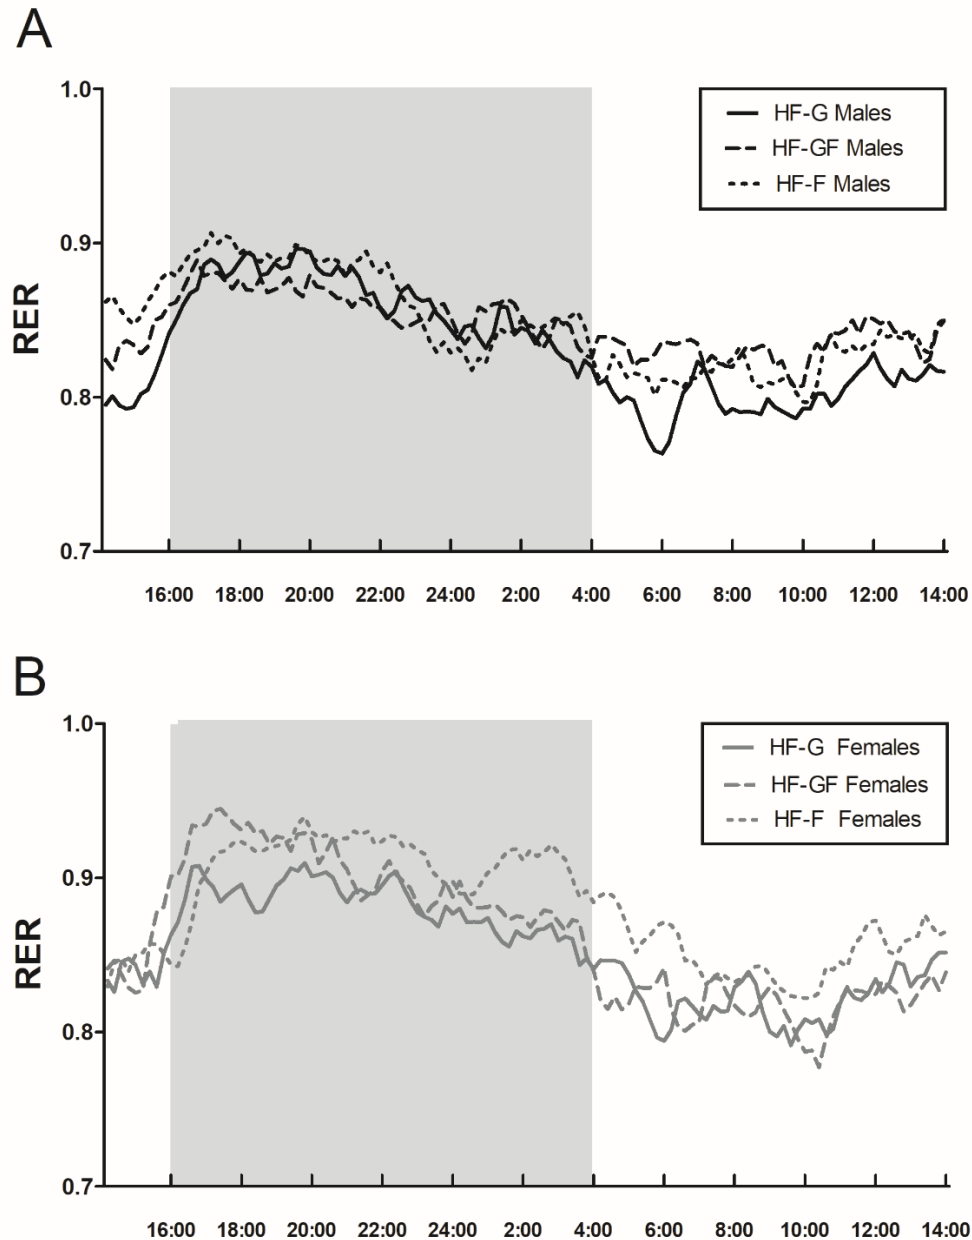 A
1.0
HF-G Males
HF-GF Males
HF-F Males
0.9
RER
0.8
0.7
16:00 18:00 20:00 22:00 24:00 2:00 4:00 6:00 8:00 10:00 12:00 14:00
B
1.0
HF-G Females
HF-GF Females
HF-F Females
0.9
RER
0.8
0.7
16:00 18:00 20:00 22:00 24:00 2:00 4:00 6:00 8:00 10:00 12:00 14:00